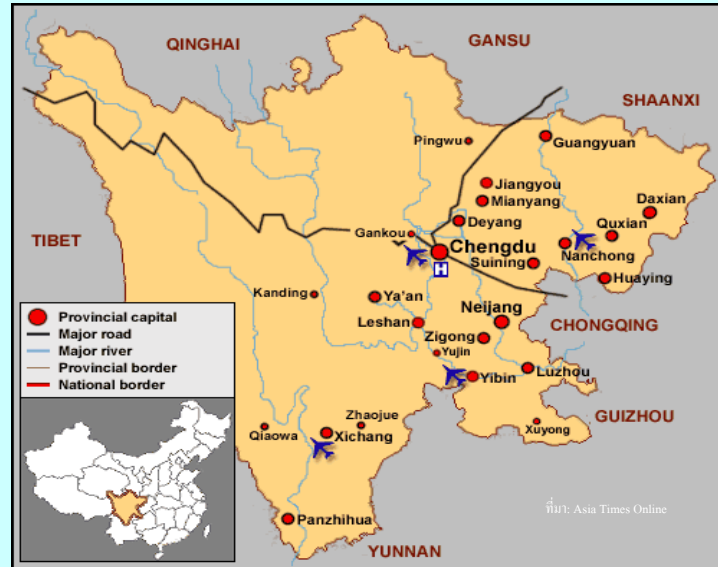 QINGHAI
GANSU
SHAANXI
Pingwu
Guangyuan
Jiangyou
Mianyang
Daxian
Deyang
Quxian
TIBET
Gankou
Chengdu
Nanchong
Suining
H
Huaying
Kanding
Ya'an
Neijang
Leshan
CHONGQING
Zigong
Yujin
Luzhou
Yibin
GUIZHOU
Zhaojue
Xuyong
Qiaowa
Xichang
Panzhihua
YUNNAN
Provincial capital
Major road
Major river
Provincial border
National border
ที่มา: Asia Times Online